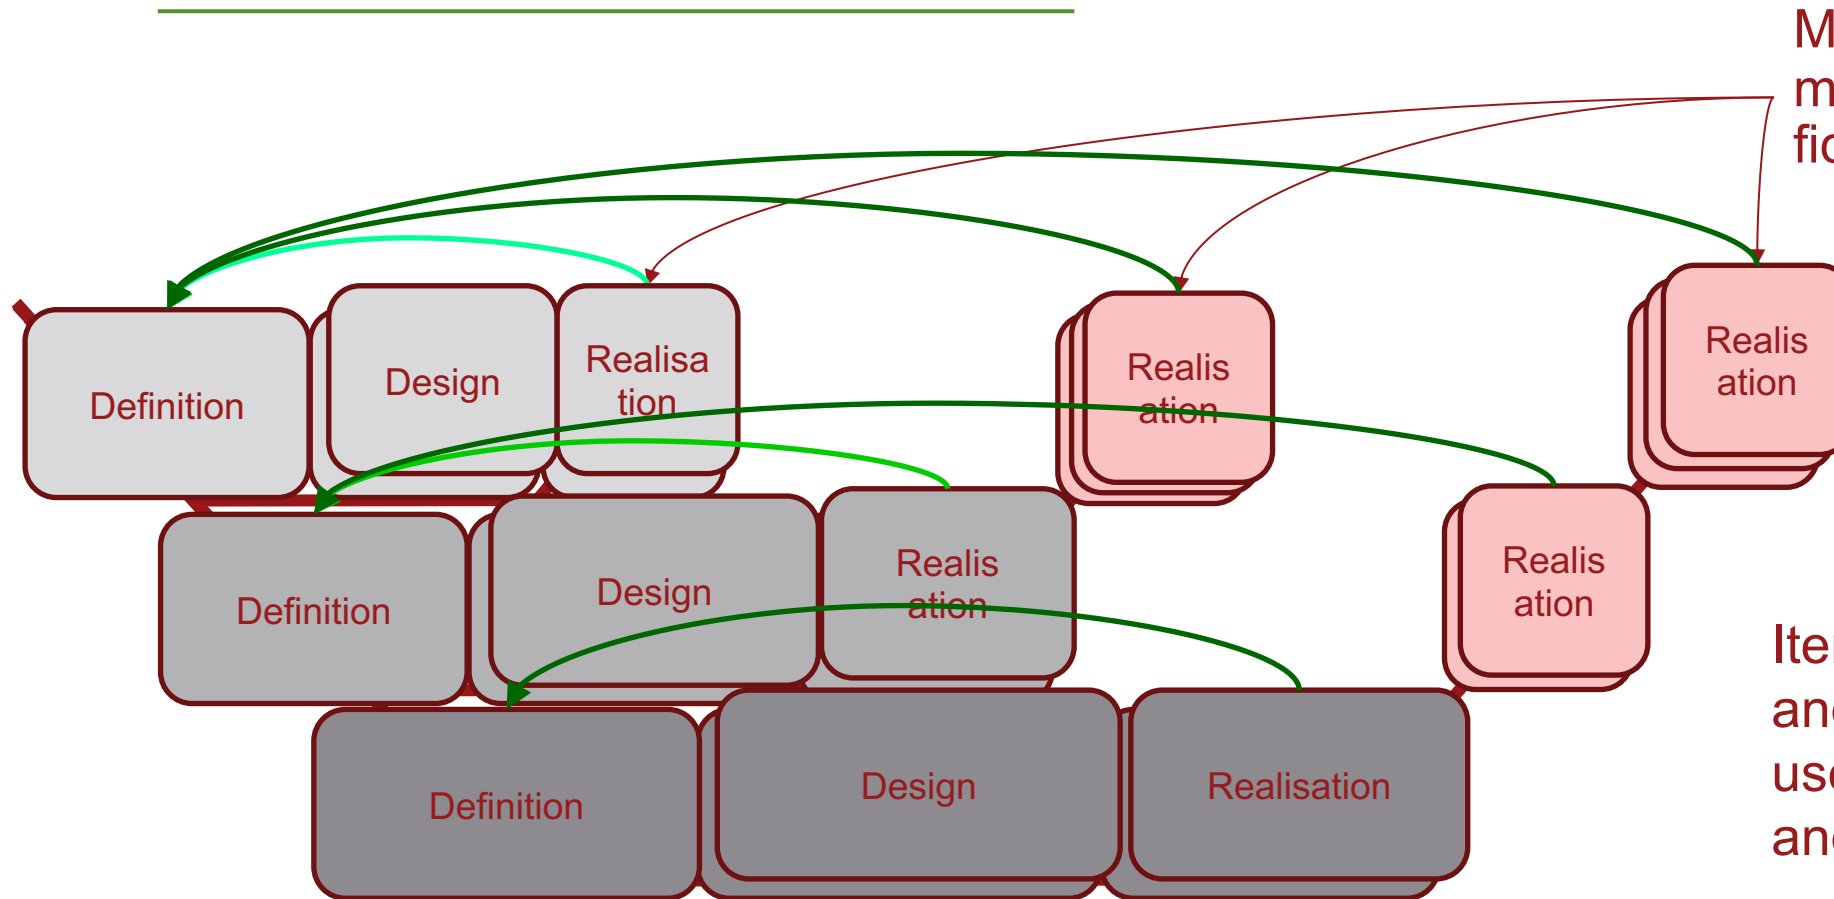 Definition
Design
Realisa
tion
Realis
ation
Realis
ation
Definition
Design
Realis
ation
Realis
ation
Definition
Design
Realisation